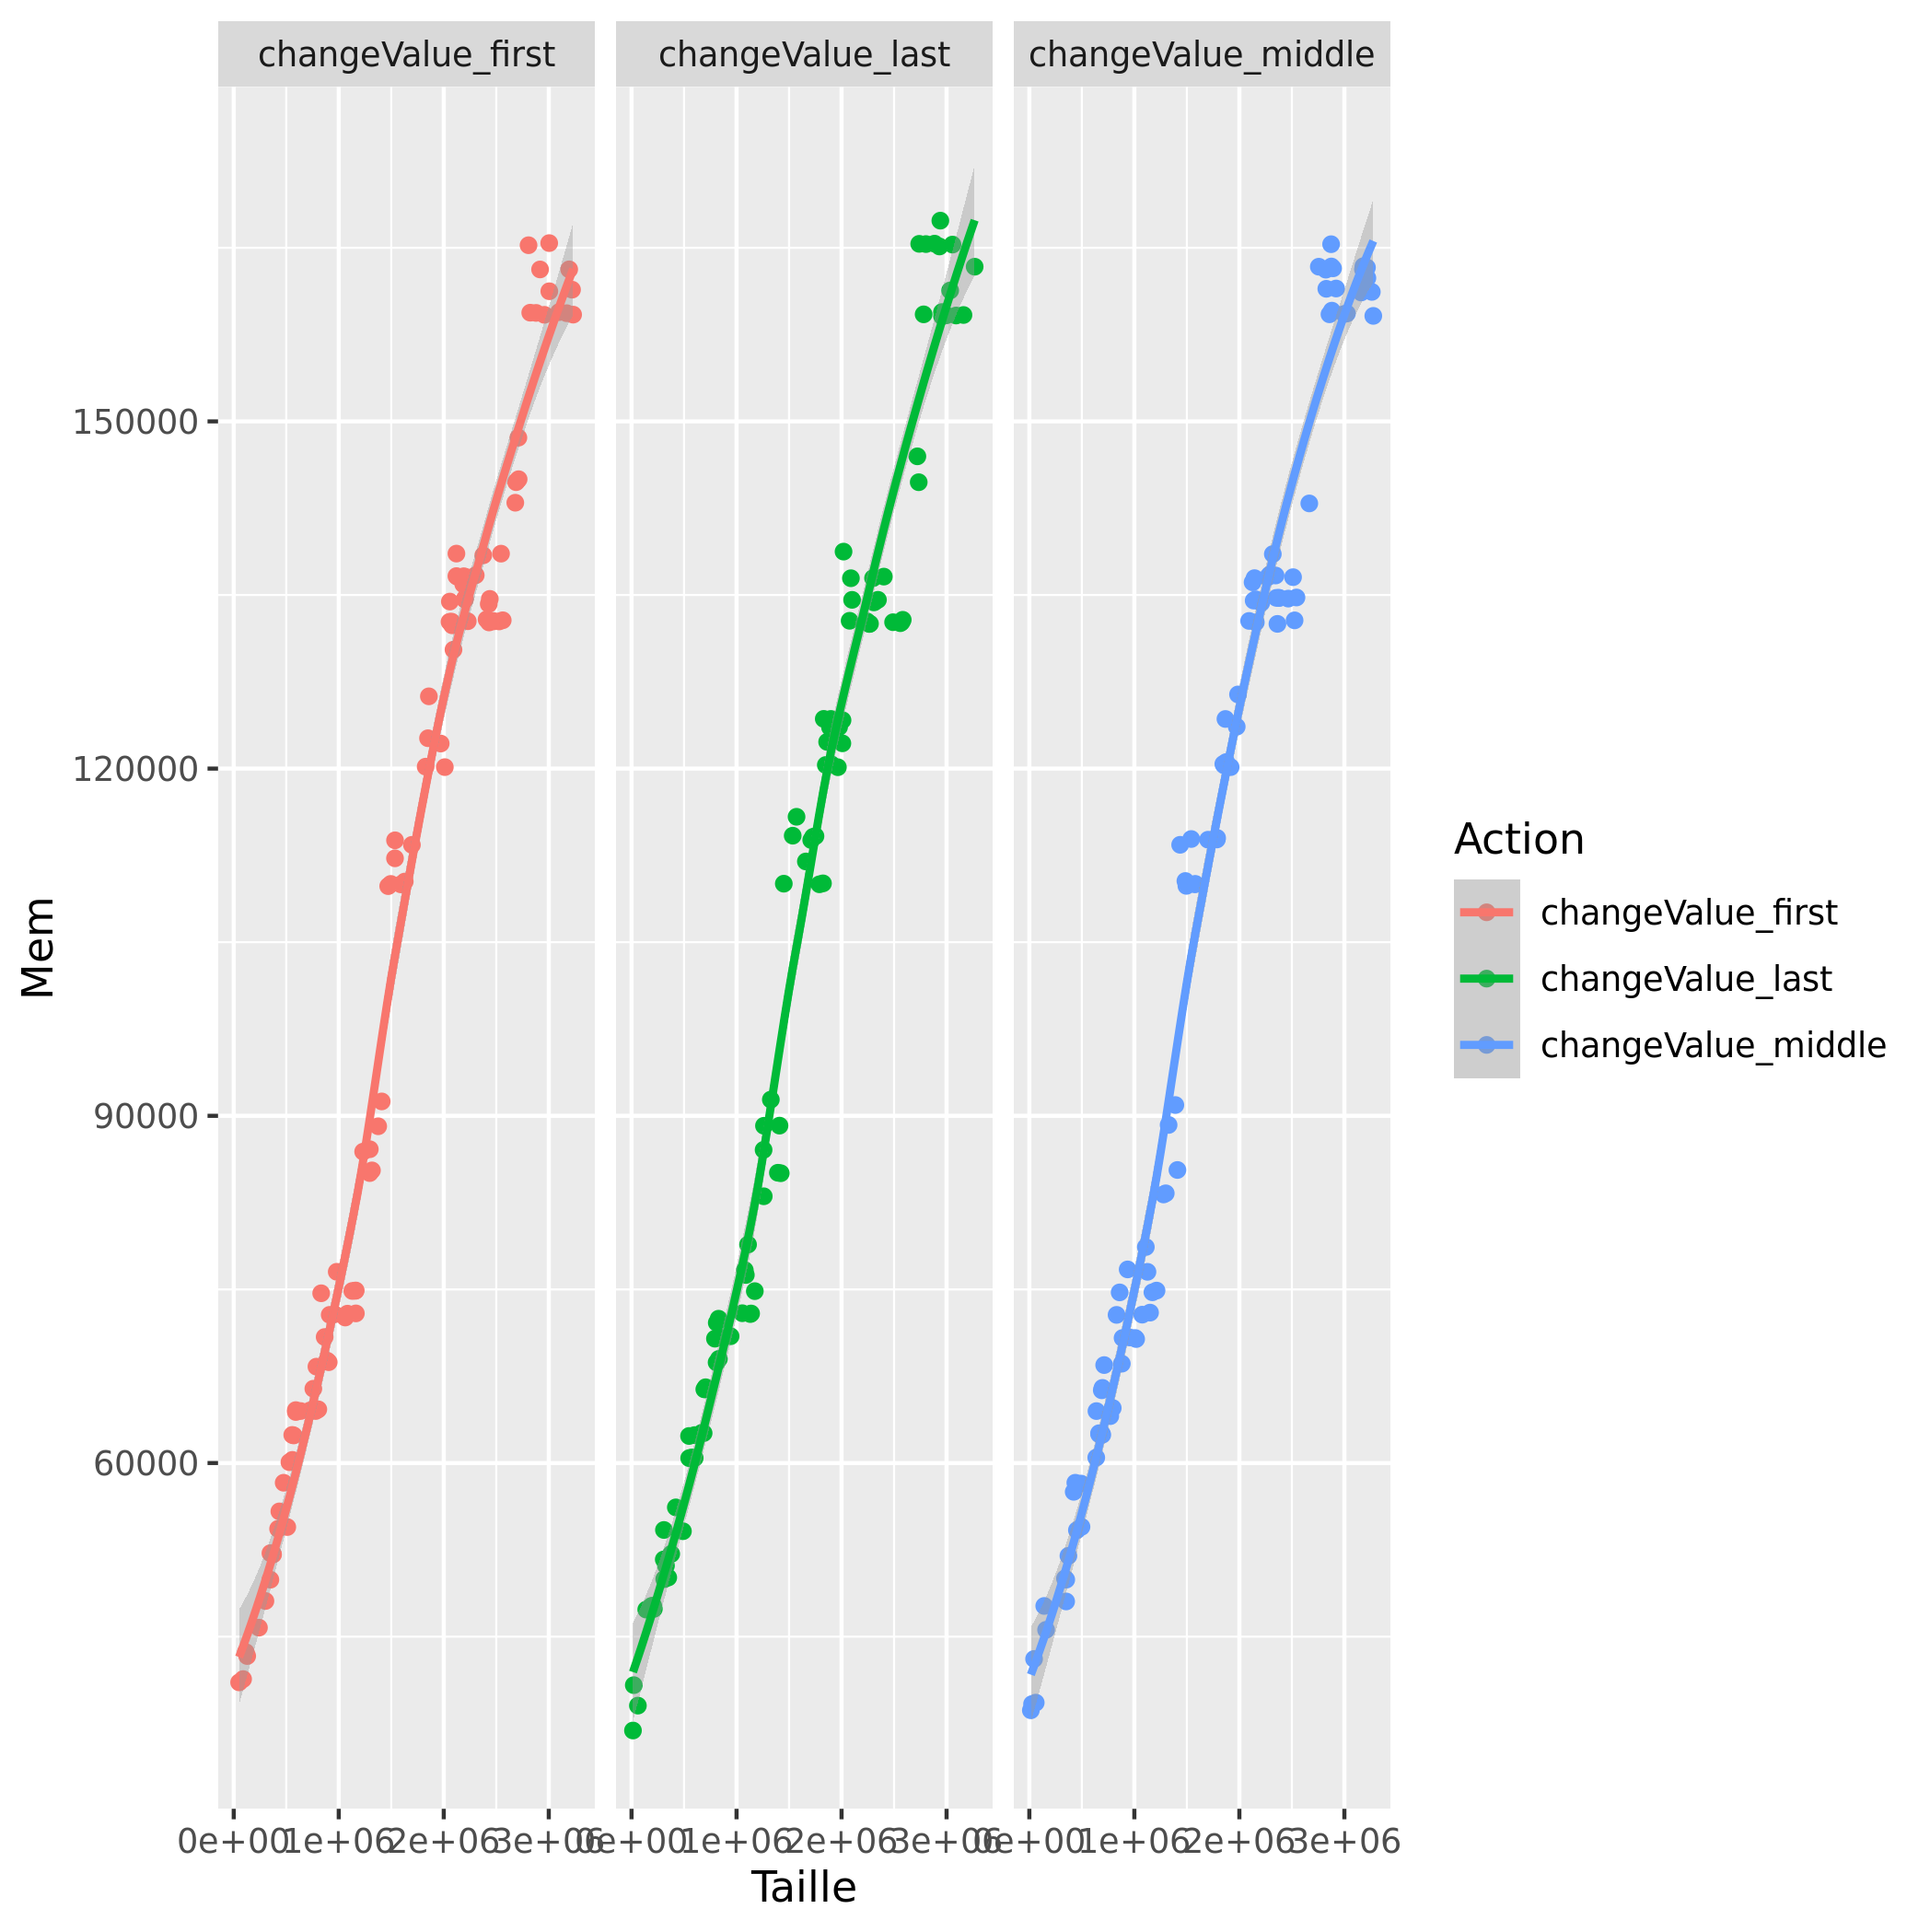 changeValue_first changeValue_last changeValue_middle
150000
120000
90000
60000
Mem
0e+00 1e+06 2e+06 3e+06 0e+00 1e+06 2e+06 3e+06 0e+00 1e+06 2e+06 3e+06
Taille
Action
changeValue_first
changeValue_last
changeValue_middle